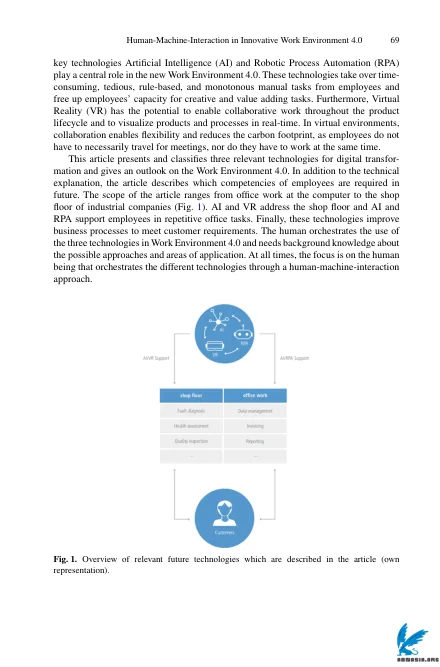 Human-Machine-Interaction in Innovative Work Environment 4.0 69
key technologies Artificial Intelligence (AI) and Robotic Process Automation (RPA)
play a central role in the new Work Environment 4.0. These technologies take over time-
consuming, tedious, rule-based, and monotonous manual tasks from employees and
free up employees' capacity for creative and value adding tasks. Furthermore, Virtual
Reality (VR) has the potential to enable collaborative work throughout the product
lifecycle and to visualize products and processes in real-time. In virtual environments,
collaboration enables flexibility and reduces the carbon footprint, as employees do not
have to necessarily travel for meetings, nor do they have to work at the same time.
This article presents and classifies three relevant technologies for digital transfor-
mation and gives an outlook on the Work Environment 4.0. In addition to the technical
explanation, the article describes which competencies of employees are required in
future. The scope of the article ranges from office work at the computer to the shop
floor of industrial companies (Fig. 1). AI and VR address the shop floor and AI and
RPA support employees in repetitive office tasks. Finally, these technologies improve
business processes to meet customer requirements. The human orchestrates the use of
the three technologies in Work Environment 4.0 and needs background knowledge about
the possible approaches and areas of application. At all times, the focus is on the human
being that orchestrates the different technologies through a human-machine-interaction
approach.
AI
RPA
VR
AI/VR Support
AI/RPA Support
shop floor office work
Fault diagnosis Data management
Health assessment Invoicing
Quality inspection Reporting
... ...
Customers
Fig. 1. Overview of relevant future technologies which are described in the article (own
representation).